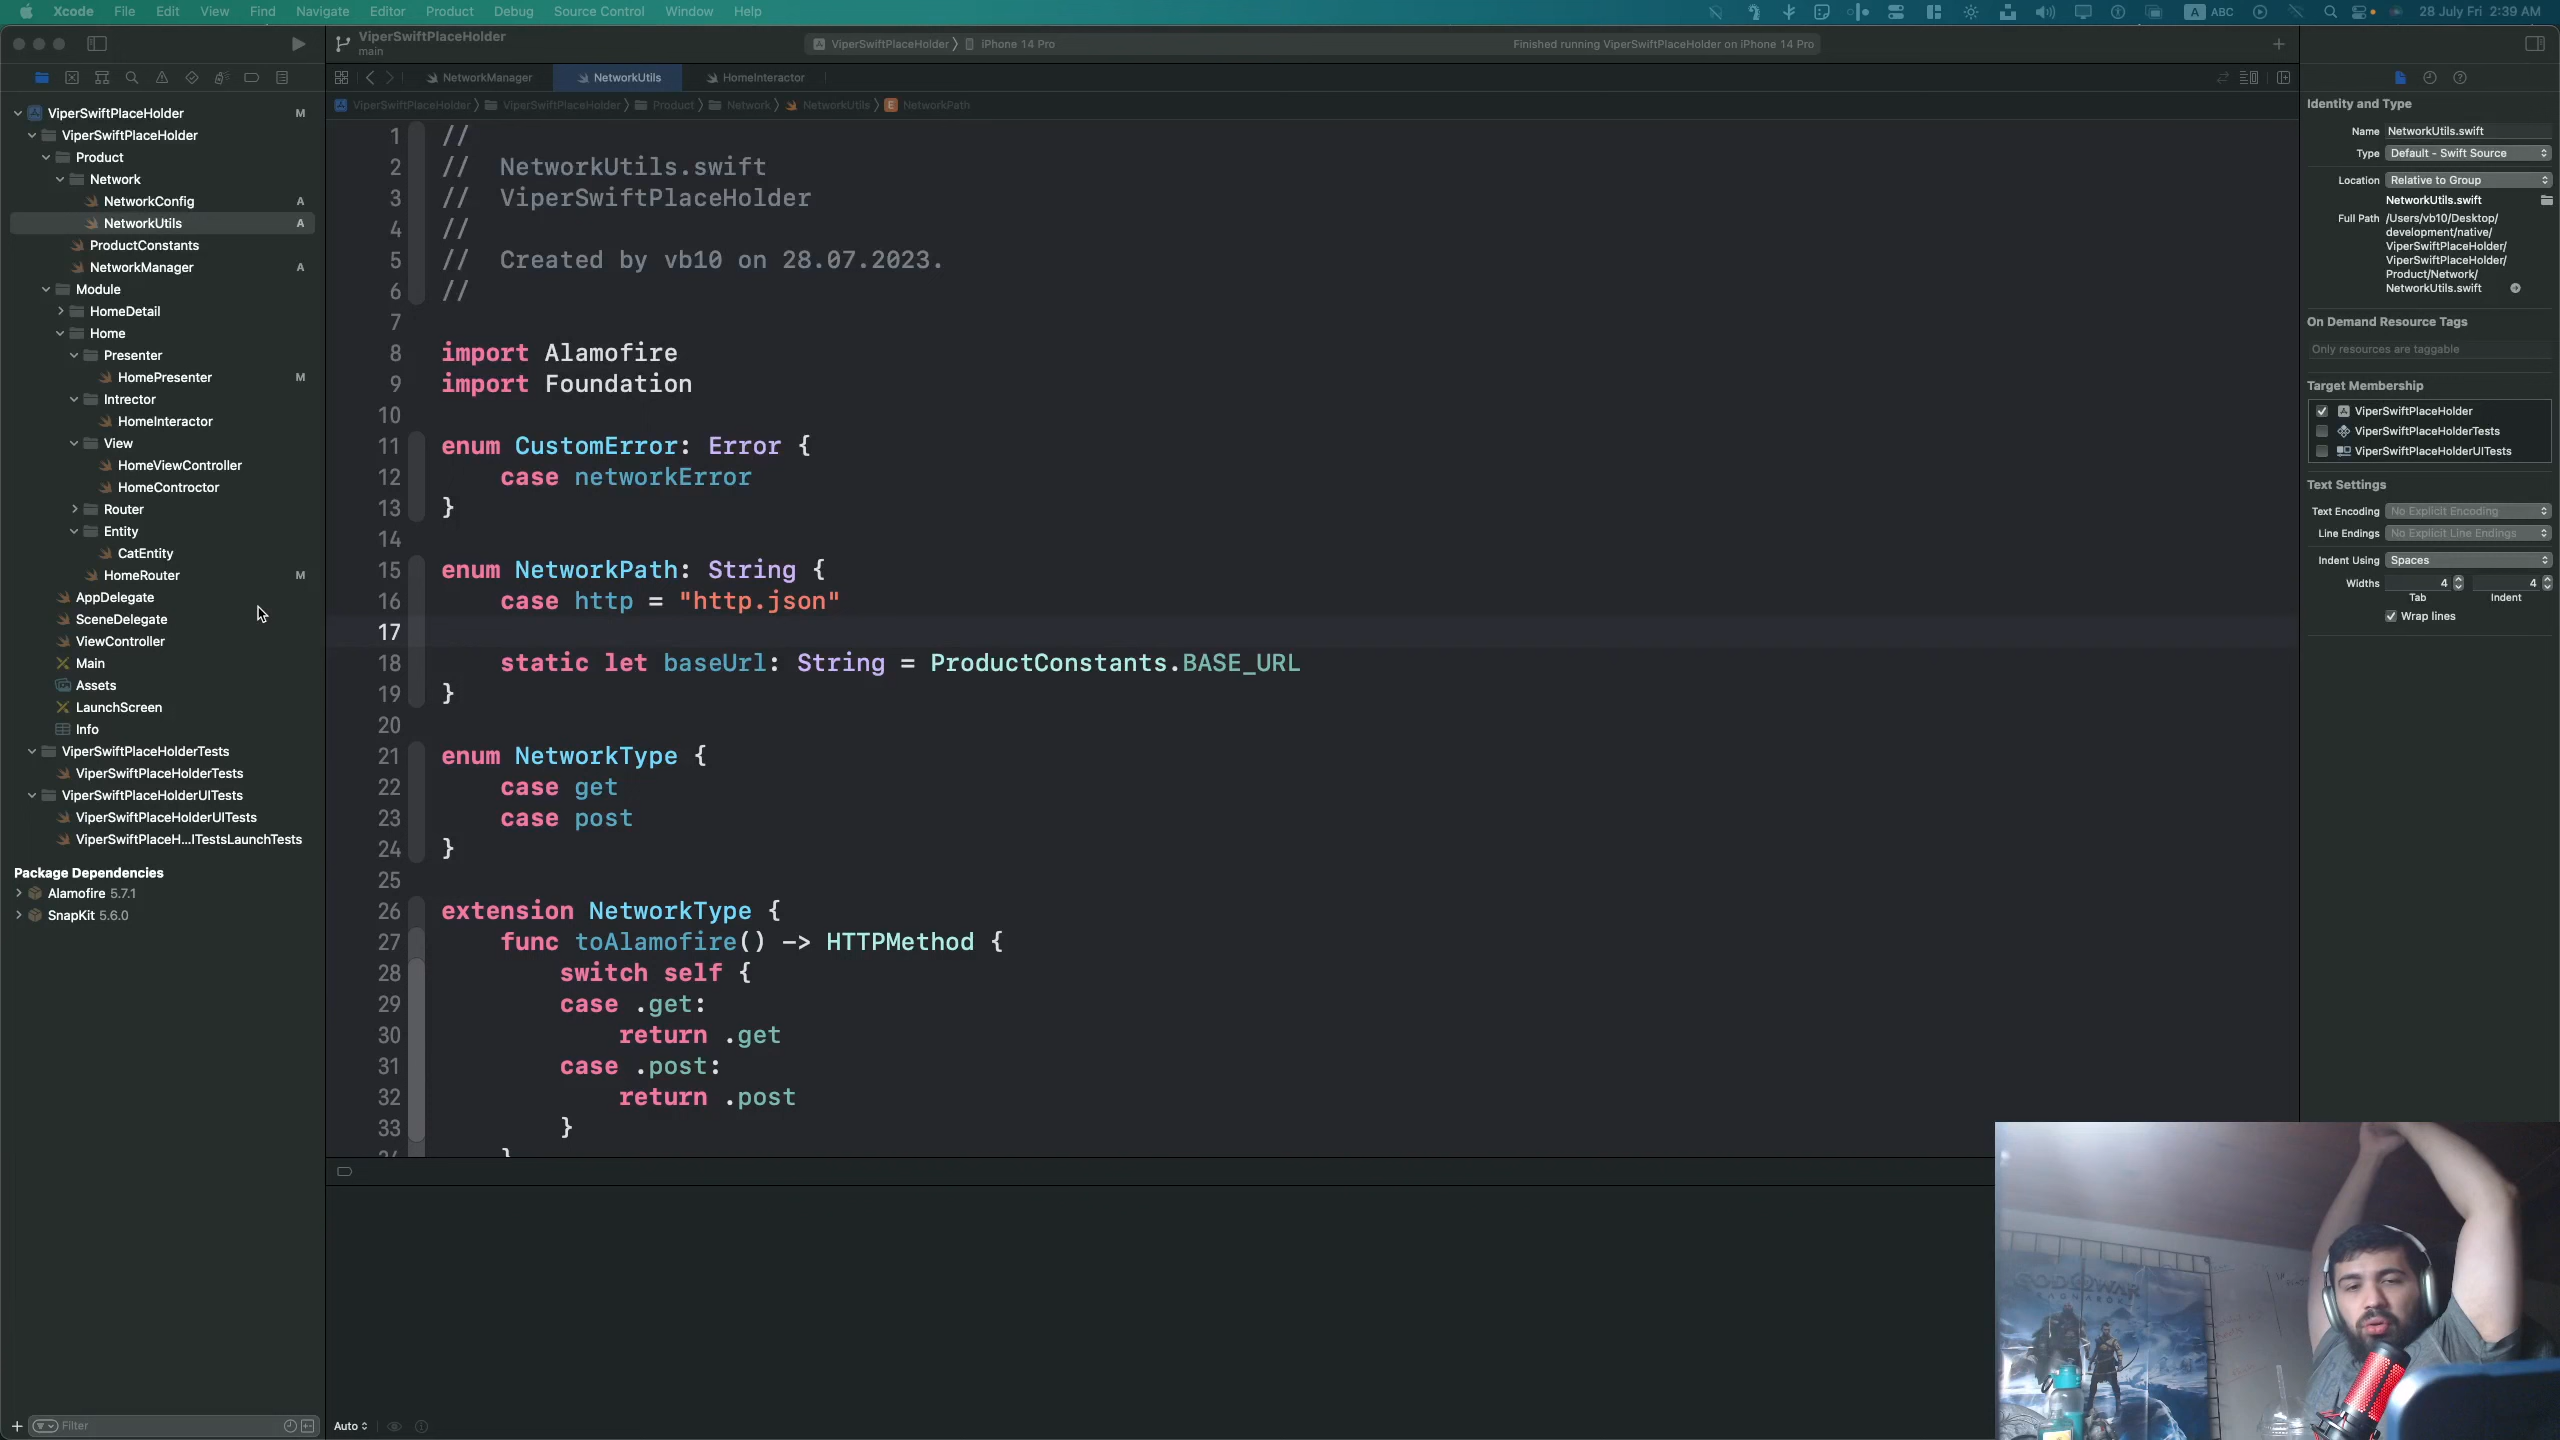 Xcode File Edit View Find Navigate Editor Product Debug Source Control Window Help
A ABC 28 July Fri 2:39 AM
ViperSwiftPlaceHolder
main
ViperSwiftPlaceHolder iPhone 14 Pro
Finished running ViperSwiftPlaceHolder on iPhone 14 Pro
NetworkManager NetworkUtils HomeInteractor
ViperSwiftPlaceHolder ViperSwiftPlaceHolder Product Network NetworkUtils E NetworkPath
ViperSwiftPlaceHolder M
ViperSwiftPlaceHolder
Product
Network
NetworkConfig A
NetworkUtils A
ProductConstants
NetworkManager A
Module
HomeDetail
Home
Presenter
HomePresenter M
Intrector
HomeInteractor
View
HomeViewController
HomeControctor
Router
Entity
CatEntity
HomeRouter M
AppDelegate
SceneDelegate
ViewController
Main
Assets
LaunchScreen
Info
ViperSwiftPlaceHolderTests
ViperSwiftPlaceHolderTests
ViperSwiftPlaceHolderUITests
ViperSwiftPlaceHolderUITests
ViperSwiftPlaceH...ITestsLaunchTests
Package Dependencies
Alamofire 5.7.1
SnapKit 5.6.0
Filter
1 //
2 // NetworkUtils.swift
3 // ViperSwiftPlaceHolder
4 //
5 // Created by vb10 on 28.07.2023.
6 //
7
8 import Alamofire
9 import Foundation
10
11 enum CustomError: Error {
12 case networkError
13 }
14
15 enum NetworkPath: String {
16 case http = "http.json"
17
18 static let baseUrl: String = ProductConstants.BASE_URL
19 }
20
21 enum NetworkType {
22 case get
23 case post
24 }
25
26 extension NetworkType {
27 func toAlamofire() -> HTTPMethod {
28 switch self {
29 case .get:
30 return .get
31 case .post:
32 return .post
33 }
Auto
Identity and Type
Name NetworkUtils.swift
Type Default - Swift Source
Location Relative to Group
NetworkUtils.swift
Full Path /Users/vb10/Desktop/
development/native/
ViperSwiftPlaceHolder/
ViperSwiftPlaceHolder/
Product/Network/
NetworkUtils.swift
On Demand Resource Tags
Only resources are taggable
Target Membership
ViperSwiftPlaceHolder
ViperSwiftPlaceHolderTests
ViperSwiftPlaceHolderUITests
Text Settings
Text Encoding No Explicit Encoding
Line Endings No Explicit Line Endings
Indent Using Spaces
Widths 4 4
Tab Indent
Wrap lines
GOD OF WAR
RAGNARÖK